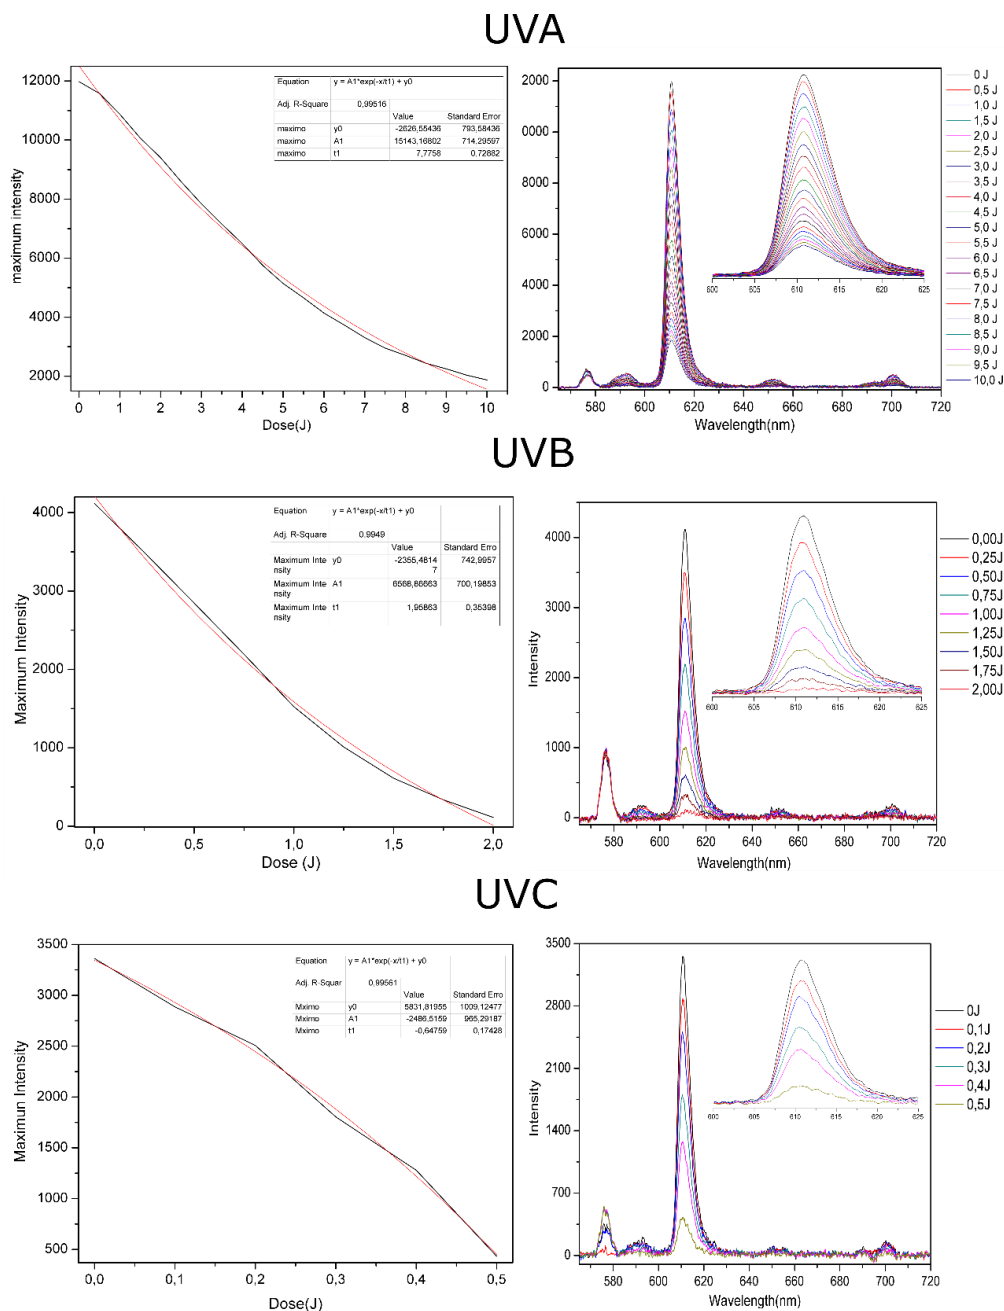 UVA
12000
10000
8000
6000
4000
2000
maximum intensity
0 1 2 3 4 5 6 7 8 9 10
Dose(J)
Equation y = A1*exp(-x/t1) + y0
Adj. R-Square 0,99516
Value Standard Error
maximo y0 -2626,55436 793,58436
maximo A1 15143,16802 714,29597
maximo t1 7,7758 0,72882
2000
0000
8000
6000
4000
2000
0
580 600 620 640 660 680 700 720
Wavelength(nm)
600 605 610 615 620 625
0 J
0,5 J
1,0 J
1,5 J
2,0 J
2,5 J
3,0 J
3,5 J
4,0 J
4,5 J
5,0 J
5,5 J
6,0 J
6,5 J
7,0 J
7,5 J
8,0 J
8,5 J
9,0 J
9,5 J
10,0 J
UVB
4000
3000
2000
1000
0
Maximum Intensity
0,0 0,5 1,0 1,5 2,0
Dose (J)
Equation y = A1*exp(-x/t1) + y0
Adj. R-Square 0.9949
Value Standard Erro
Maximum Inte y0 -2355,4814 742,9957
nsity 7
Maximum Inte A1 6568,86663 700,19853
nsity
Maximum Inte t1 1,95863 0,35398
nsity
4000
3000
2000
1000
0
Intensity
580 600 620 640 660 680 700 720
Wavelength(nm)
600 605 610 615 620 625
0,00J
0,25J
0,50J
0,75J
1,00J
1,25J
1,50J
1,75J
2,00J
UVC
3500
3000
2500
2000
1500
1000
500
Maximun Intensity
0,0 0,1 0,2 0,3 0,4 0,5
Dose(J)
Equation y = A1*exp(-x/t1) + y0
Adj. R-Squar 0,99561
Value Standard Erro
Mximo y0 5831,81955 1009,12477
Mximo A1 -2486,5159 965,29187
Mximo t1 -0,64759 0,17428
3500
2800
2100
1400
700
0
Intensity
580 600 620 640 660 680 700 720
Wavelength(nm)
600 605 610 615 620 625
0J
0,1J
0,2J
0,3J
0,4J
0,5J